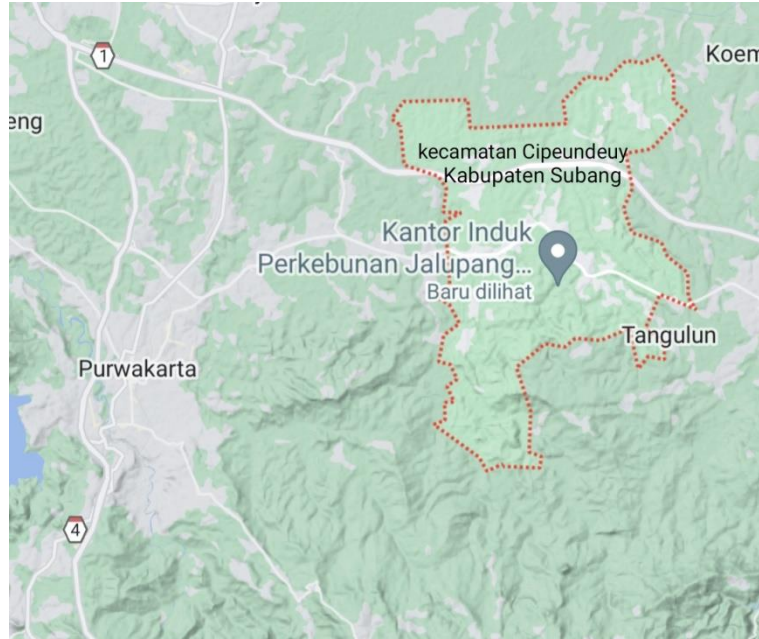 1
Koem
eng
kecamatan Cipeundeuy
Kabupaten Subang
Kantor Induk
Perkebunan Jalupang...
Baru dilihat
Tangulun
Purwakarta
4